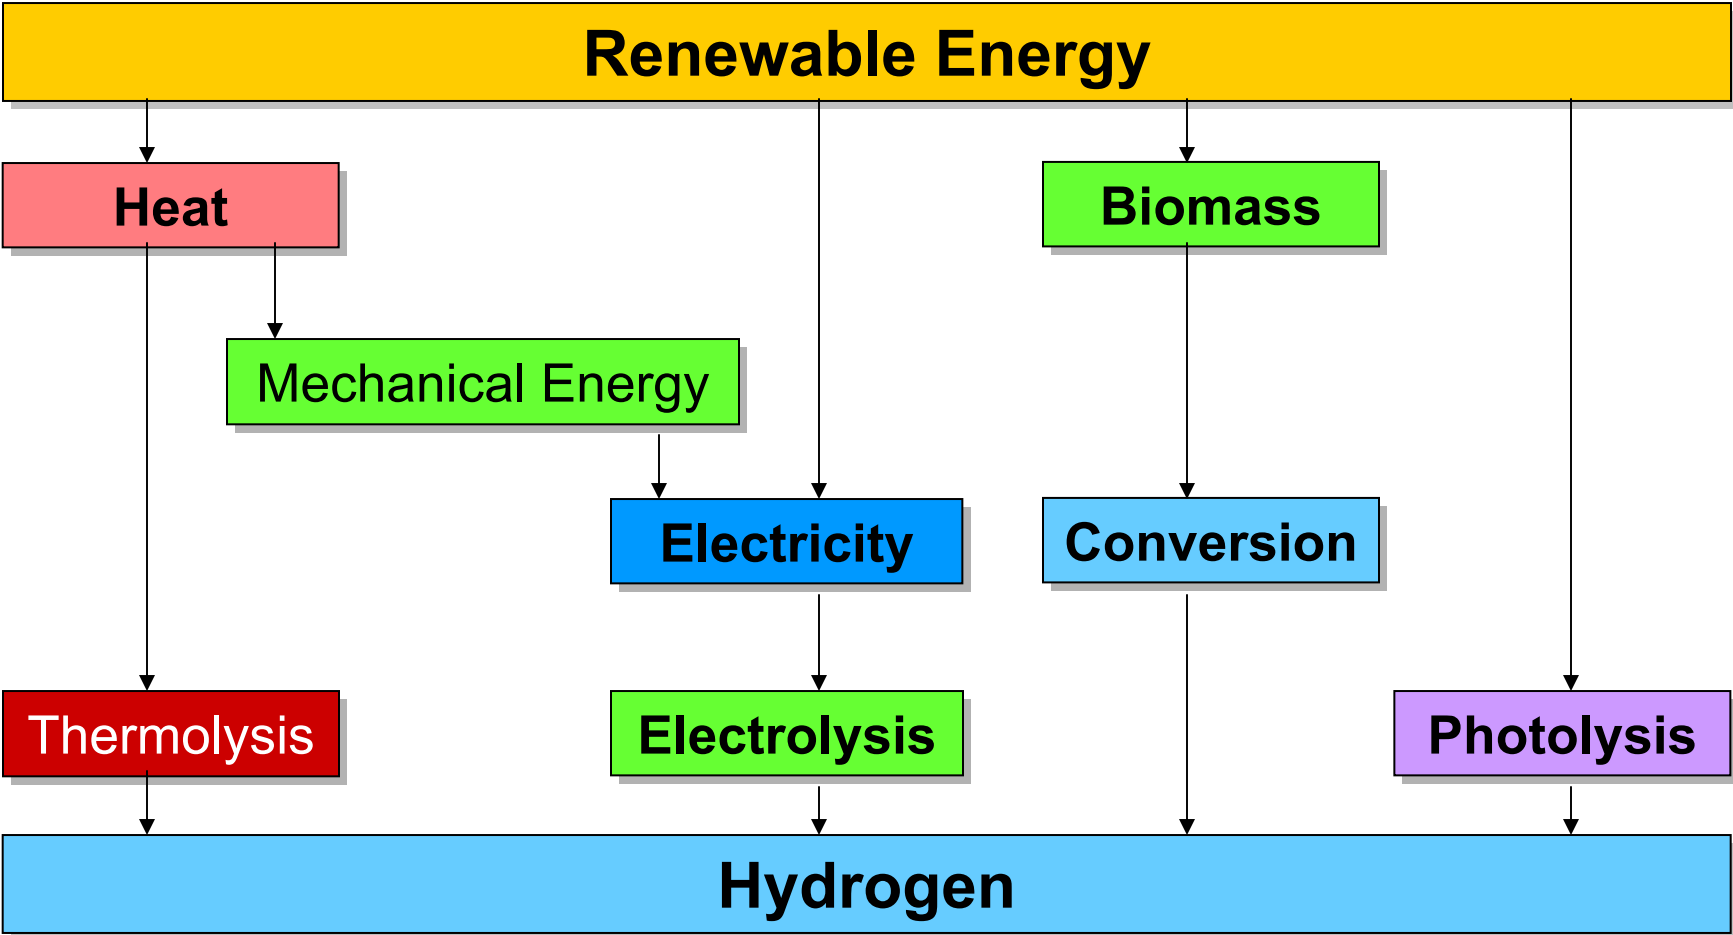 Renewable Energy
Heat
Biomass
Mechanical Energy
Electricity
Conversion
Thermolysis
Electrolysis
Photolysis
Hydrogen